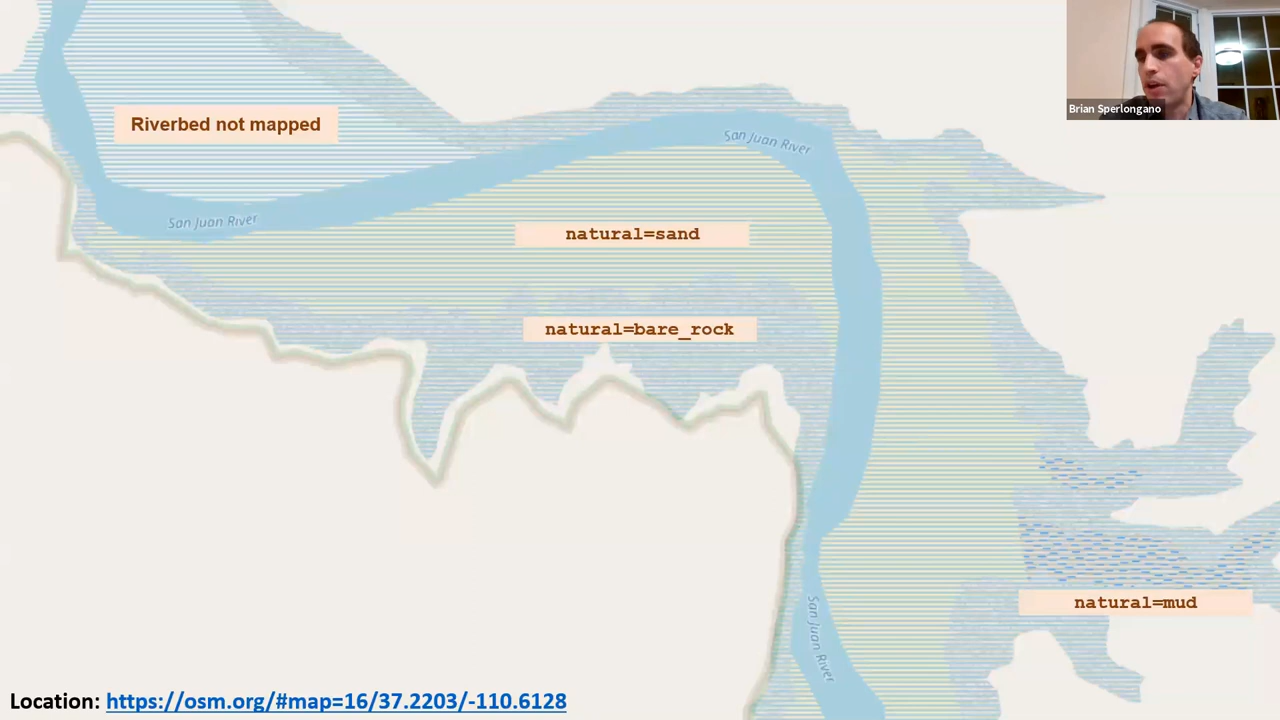 Brian Sperlongano
Riverbed not mapped
San Juan River
San Juan River
natural=sand
natural=bare_rock
natural=mud
San Juan River
Location: https://osm.org/#map=16/37.2203/-110.6128